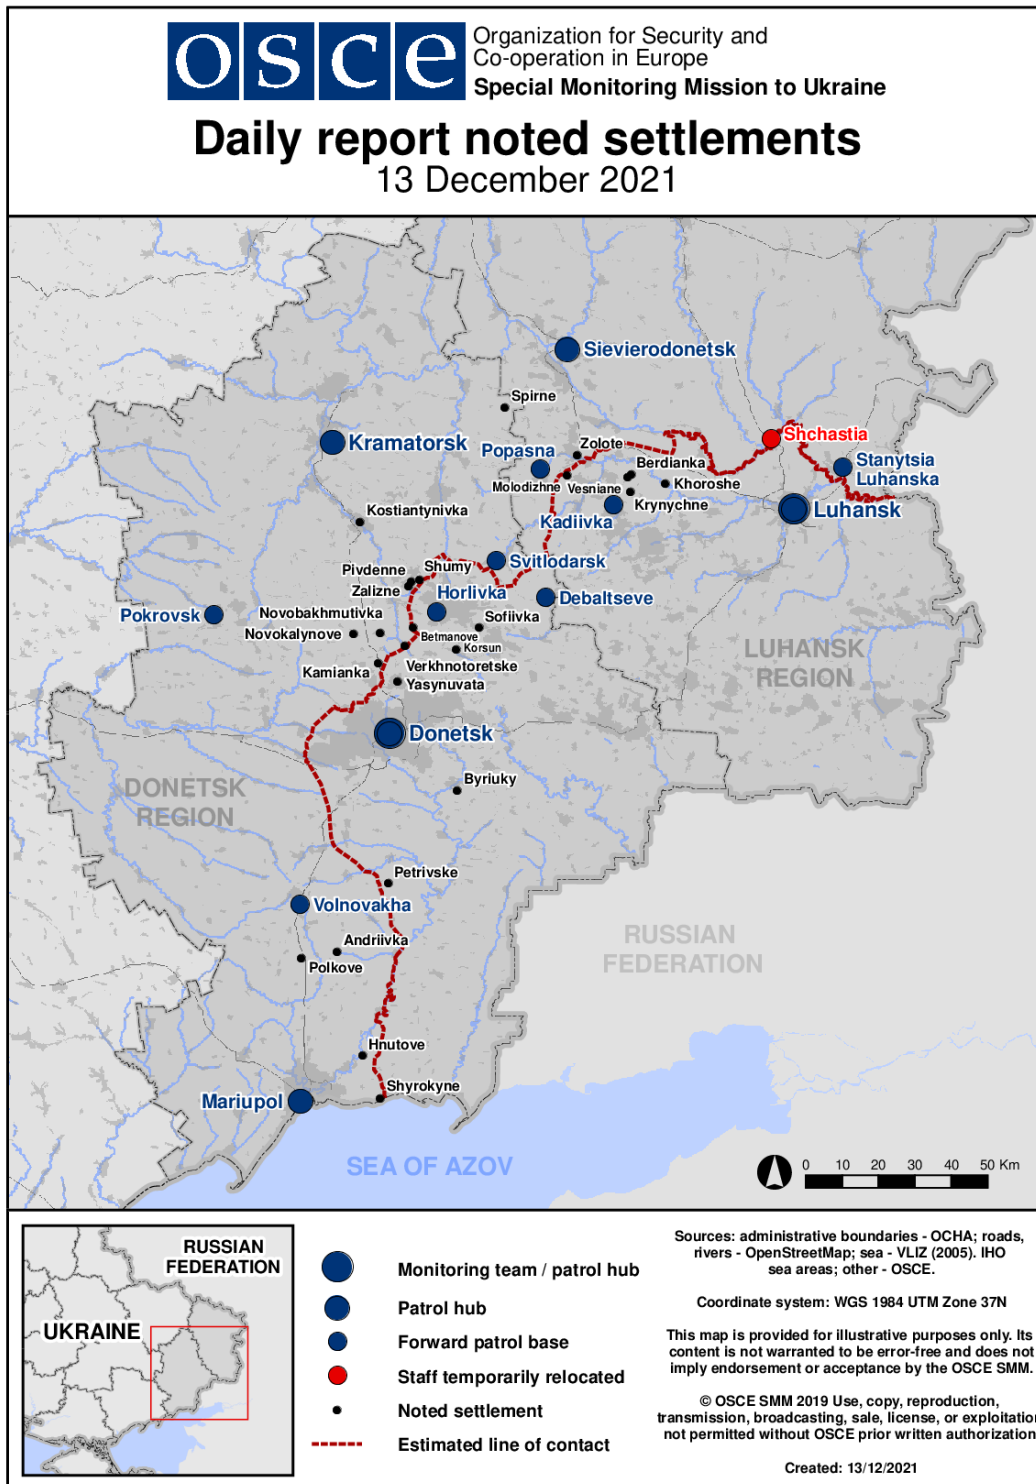 osce
Organization for Security and
Co-operation in Europe
Special Monitoring Mission to Ukraine
Daily report noted settlements
13 December 2021
Sievierodonetsk
Spirne
Kramatorsk
Shchastia
Zolote
Popasna
Berdianka
Stanytsia
Luhanska
Molodizhne
Vesniane
Khoroshe
Krynychne
Kostiantynivka
Kadiivka
Luhansk
Svitlodarsk
Shumy
Pivdenne
Zalizne
Horlivka
Debaltseve
Pokrovsk
Novobakhmutivka
Sofiivka
Novokalynove
Betmanove
Korsun
LUHANSK
REGION
Verkhnotoretske
Kamianka
Yasynuvata
Donetsk
Byriuky
DONETSK
REGION
Petrivske
Volnovakha
Andriivka
Polkove
RUSSIAN
FEDERATION
Hnutove
Shyrokyne
Mariupol
SEA OF AZOV
0 10 20 30 40 50 Km
RUSSIAN
FEDERATION
UKRAINE
Monitoring team / patrol hub
Patrol hub
Forward patrol base
Staff temporarily relocated
Noted settlement
Estimated line of contact
Sources: administrative boundaries - OCHA; roads,
rivers - OpenStreetMap; sea - VLIZ (2005). IHO
sea areas; other - OSCE.
Coordinate system: WGS 1984 UTM Zone 37N
This map is provided for illustrative purposes only. Its
content is not warranted to be error-free and does not
imply endorsement or acceptance by the OSCE SMM.
© OSCE SMM 2019 Use, copy, reproduction,
transmission, broadcasting, sale, license, or exploitation
not permitted without OSCE prior written authorization
Created: 13/12/2021